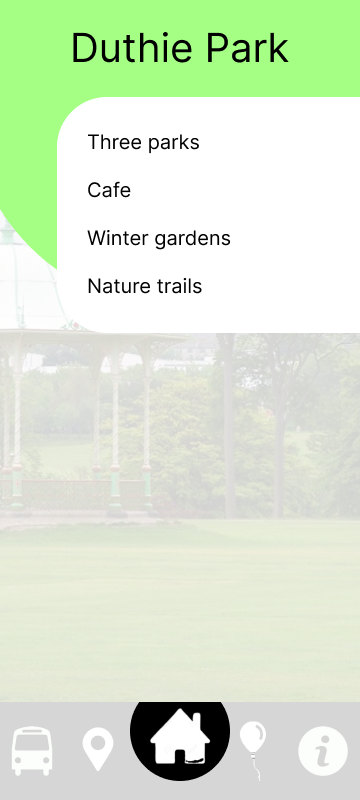 Duthie Park
Three parks
Cafe
Winter gardens
Nature trails